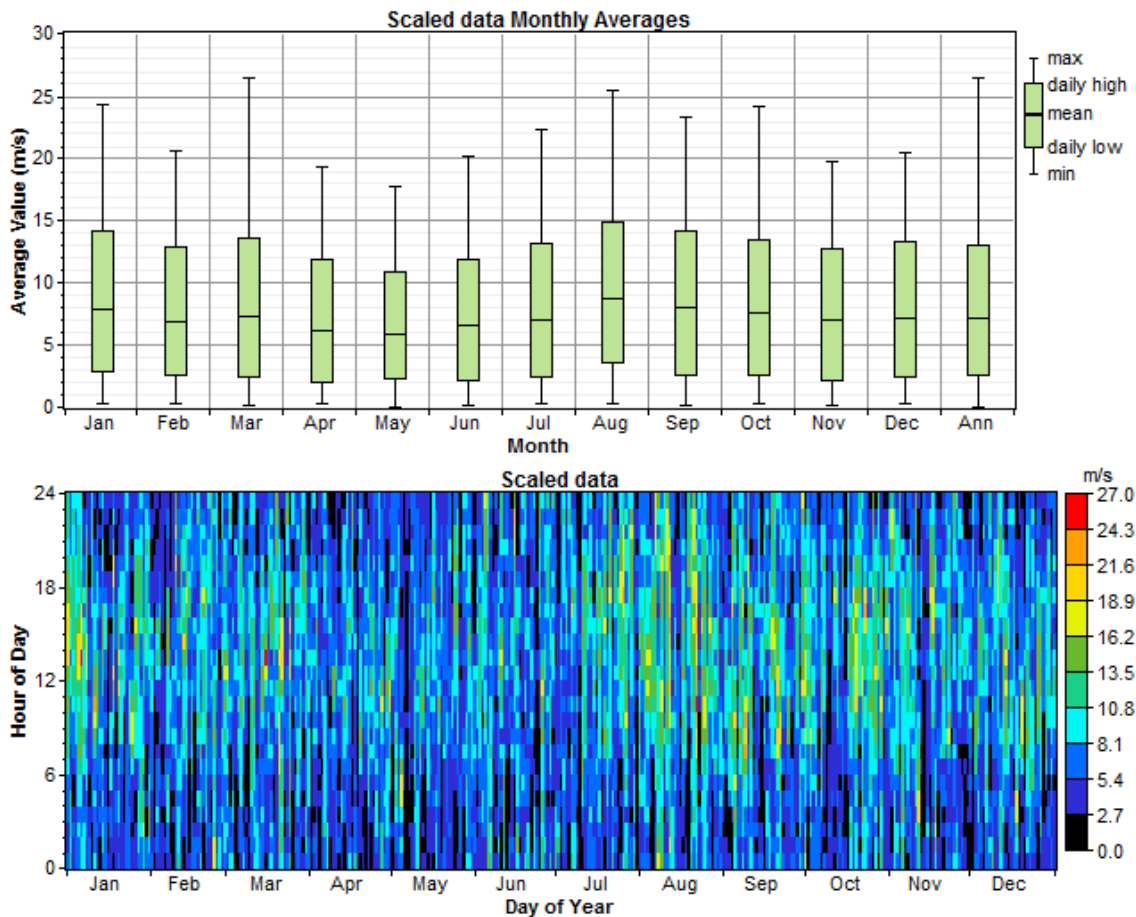 Scaled data Monthly Averages
30
25
20
15
10
5
0
Average Value (m/s)
Jan Feb Mar Apr May Jun Jul Aug Sep Oct Nov Dec Ann
Month
max
daily high
mean
daily low
min
Scaled data
24
18
12
6
0
Hour of Day
Jan Feb Mar Apr May Jun Jul Aug Sep Oct Nov Dec
Day of Year
m/s
27.0
24.3
21.6
18.9
16.2
13.5
10.8
8.1
5.4
2.7
0.0